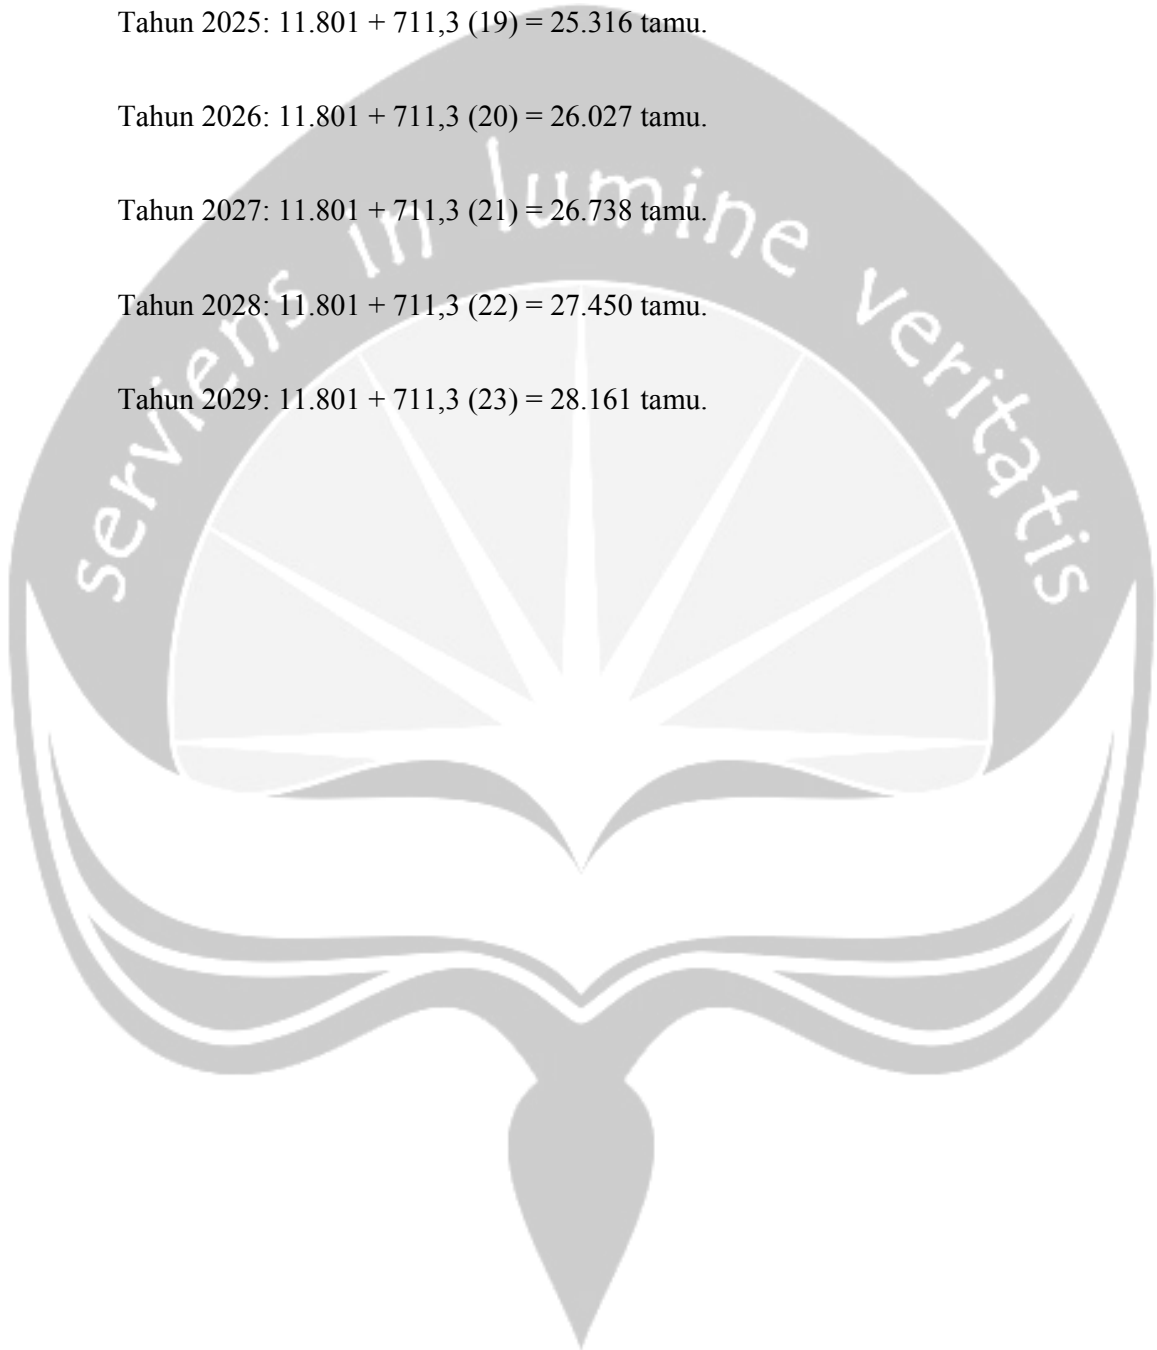 Tahun 2025: 11.801 + 711,3 (19) = 25.316 tamu.
Tahun 2026: 11.801 + 711,3 (20) = 26.027 tamu.
Tahun 2027: 11.801 + 711,3 (21) = 26.738 tamu.
Tahun 2028: 11.801 + 711,3 (22) = 27.450 tamu.
Tahun 2029: 11.801 + 711,3 (23) = 28.161 tamu.
serviens in lumine veritatis